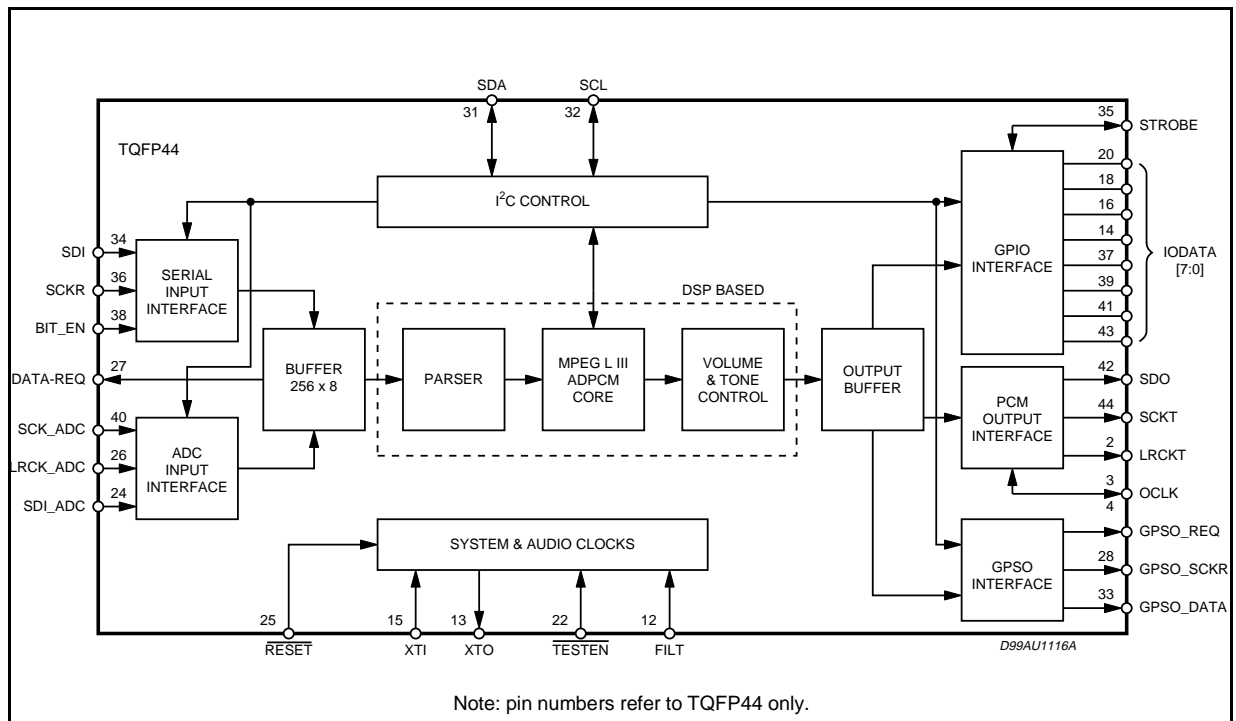 SDA
SCL
31
32
TQFP44
I²C CONTROL
35
STROBE
20
18
16
14
37
39
41
43
GPIO
INTERFACE
IODATA
[7:0]
SDI
34
SCKR
36
BIT_EN
38
SERIAL
INPUT
INTERFACE
DSP BASED
DATA-REQ
27
BUFFER
256 x 8
PARSER
MPEG L III
ADPCM
CORE
VOLUME
& TONE
CONTROL
OUTPUT
BUFFER
PCM
OUTPUT
INTERFACE
42
SDO
44
SCKT
2
LRCKT
3
OCLK
4
SCK_ADC
40
LRCK_ADC
26
SDI_ADC
24
ADC
INPUT
INTERFACE
SYSTEM & AUDIO CLOCKS
GPSO
INTERFACE
GPSO_REQ
28
GPSO_SCKR
33
GPSO_DATA
25
15
13
22
12
RESET
XTI
XTO
TESTEN
FILT
D99AU1116A
Note: pin numbers refer to TQFP44 only.